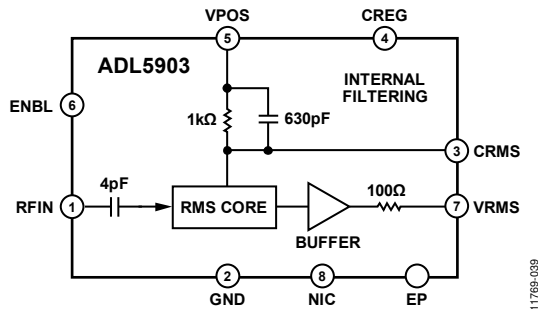 VPOS
CREG
5
4
ADL5903
INTERNAL
FILTERING
ENBL
6
1kΩ
630pF
3
CRMS
4pF
RFIN
1
RMS CORE
100Ω
7
VRMS
BUFFER
2
8
GND
NIC
EP
11769-039